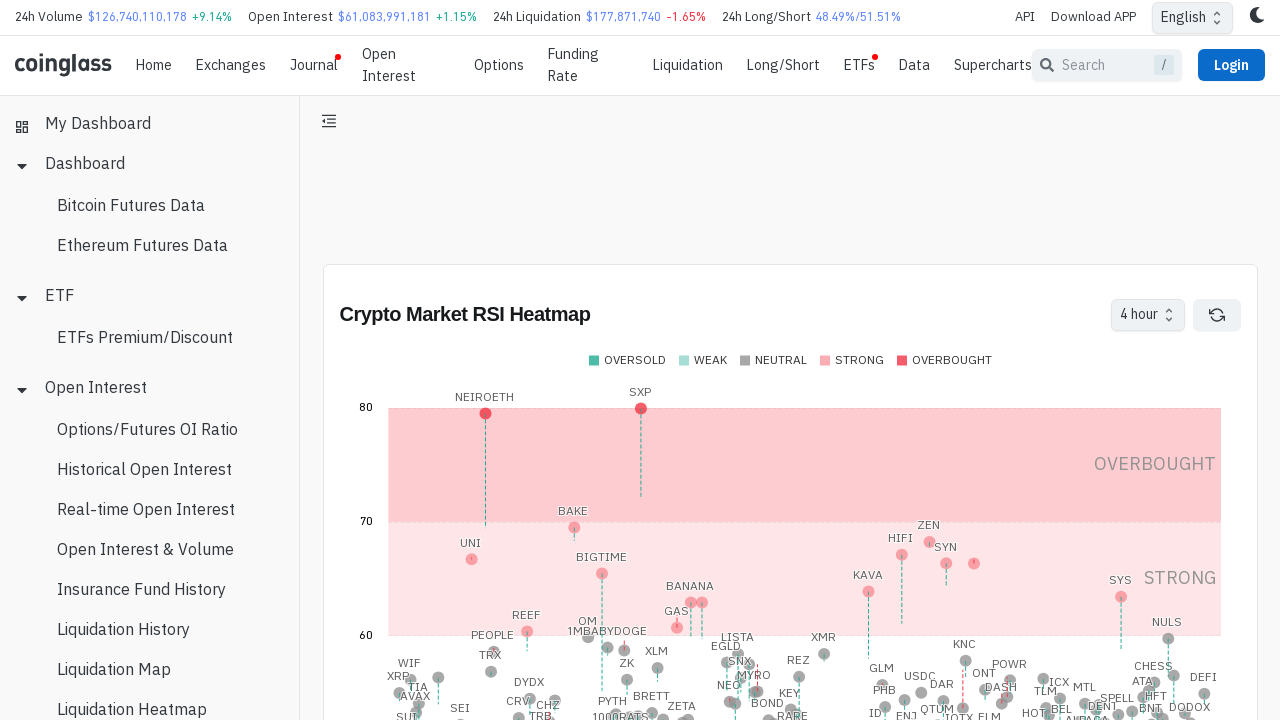 24h Volume $126,740,110,178 +9.14% Open Interest $61,083,991,181 +1.15% 24h Liquidation $177,871,740 -1.65% 24h Long/Short 48.49%/51.51% API Download APP English
coinglass Home Exchanges Journal Open Interest Options Funding Rate Liquidation Long/Short ETFs Data Supercharts Search / Login
My Dashboard
Dashboard
Bitcoin Futures Data
Ethereum Futures Data
ETF
ETFs Premium/Discount
Open Interest
Options/Futures OI Ratio
Historical Open Interest
Real-time Open Interest
Open Interest & Volume
Insurance Fund History
Liquidation History
Liquidation Map
Liquidation Heatmap
Crypto Market RSI Heatmap 4 hour
OVERSOLD WEAK NEUTRAL STRONG OVERBOUGHT
80
NEIROETH
SXP
OVERBOUGHT
70
BAKE
ZEN
UNI
HIFI
SYN
BIGTIME
KAVA
STRONG
SYS
BANANA
GAS
REEF
OM
NULS
60
PEOPLE
1MBABYDOGE
LISTA
XMR
TRX
XLM
EGLD
KNC
WIF
ZK
SNX
REZ
GLM
POWR
CHESS
XRP
MYRO
USDC
ONT
DEFI
TIA
DYDX
NEO
PHB
DAR
DASH
ICX
MTL
ATA
AVAX
CRV
CHZ
PYTH
BRETT
KEY
TLM
SPELL
HFT
SUI
SEI
TRB
1000RATS
ZETA
BOND
RARE
ID
ENJ
QTUM
IOTX
FLM
HOT
BEL
BNT
DODOX